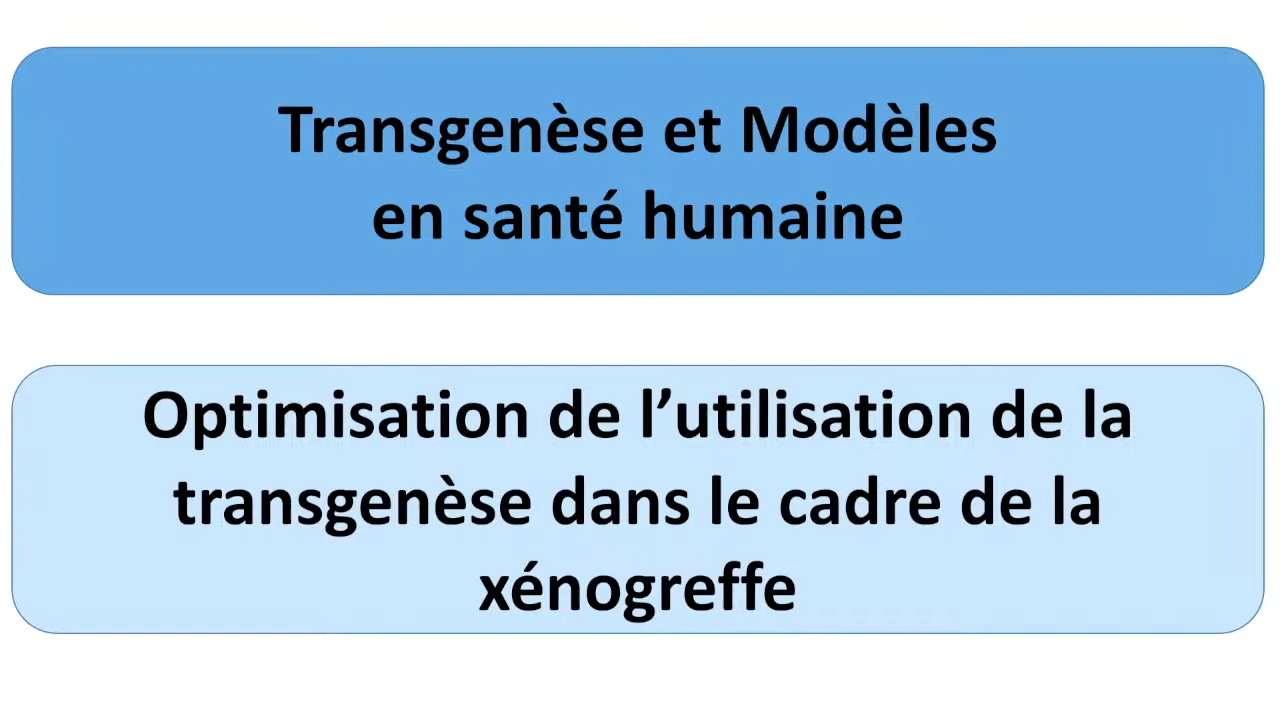 Transgenèse et Modèles
en santé humaine
Optimisation de l’utilisation de la
transgenèse dans le cadre de la
xénogreffe